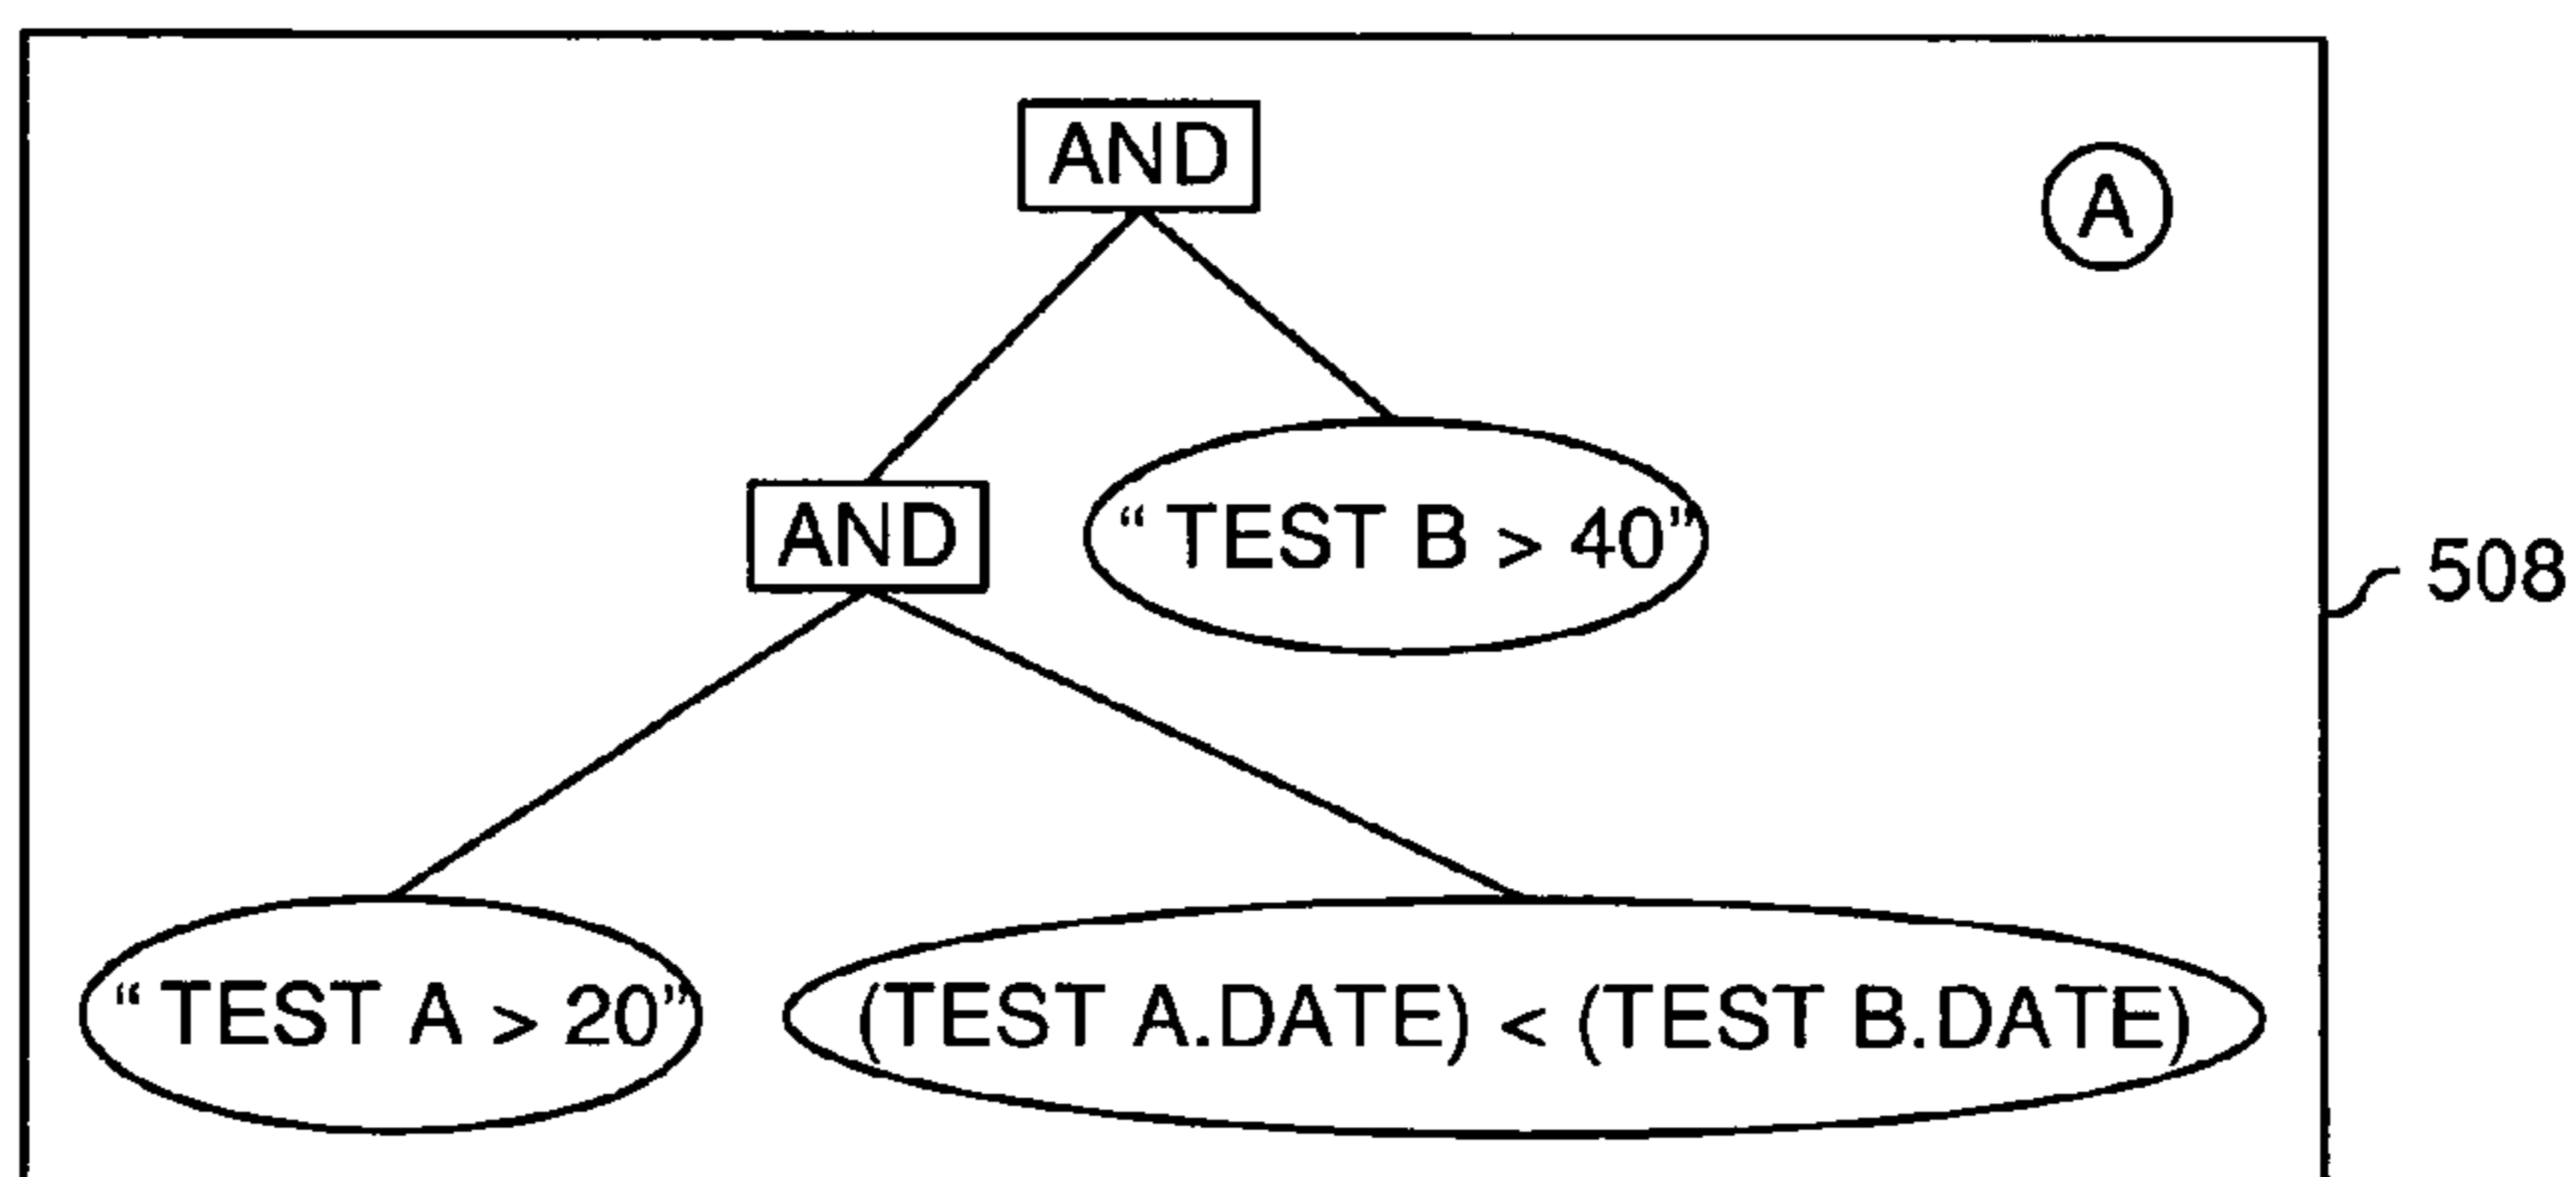 AND
A
AND
“ TEST B > 40”
508
“ TEST A > 20”
(TEST A.DATE) < (TEST B.DATE)